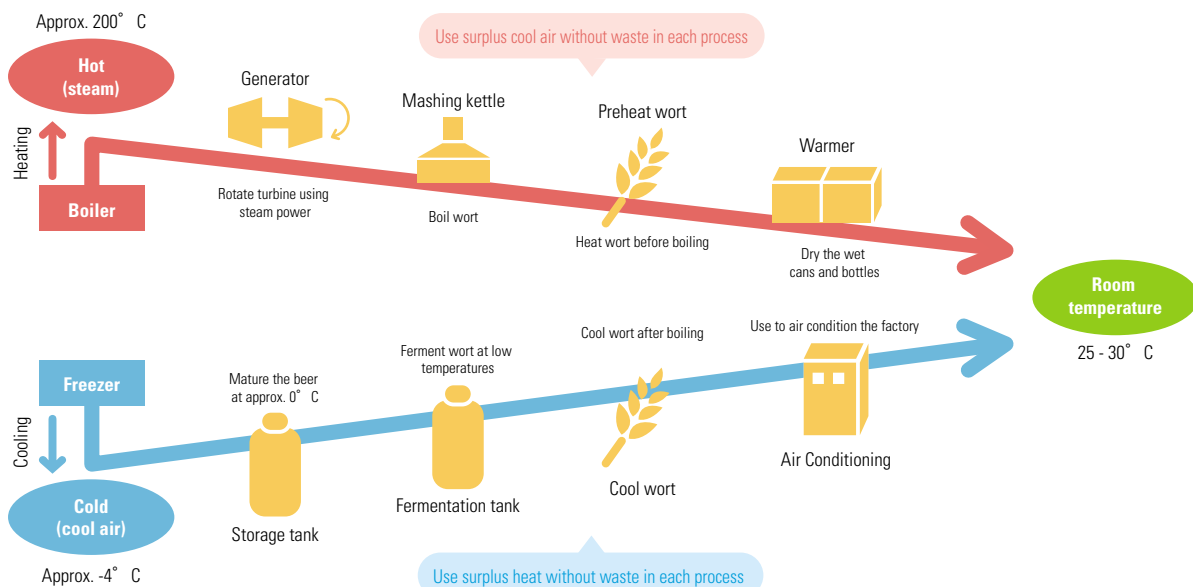 Approx. 200° C
Hot
(steam)
Use surplus cool air without waste in each process
Generator
Mashing kettle
Preheat wort
Warmer
Heating
Boiler
Rotate turbine using
steam power
Boil wort
Heat wort before boiling
Dry the wet
cans and bottles
Room
temperature
25 - 30° C
Freezer
Cooling
Mature the beer
at approx. 0° C
Ferment wort at low
temperatures
Cool wort after boiling
Use to air condition the factory
Cold
(cool air)
Approx. -4° C
Storage tank
Fermentation tank
Cool wort
Air Conditioning
Use surplus heat without waste in each process